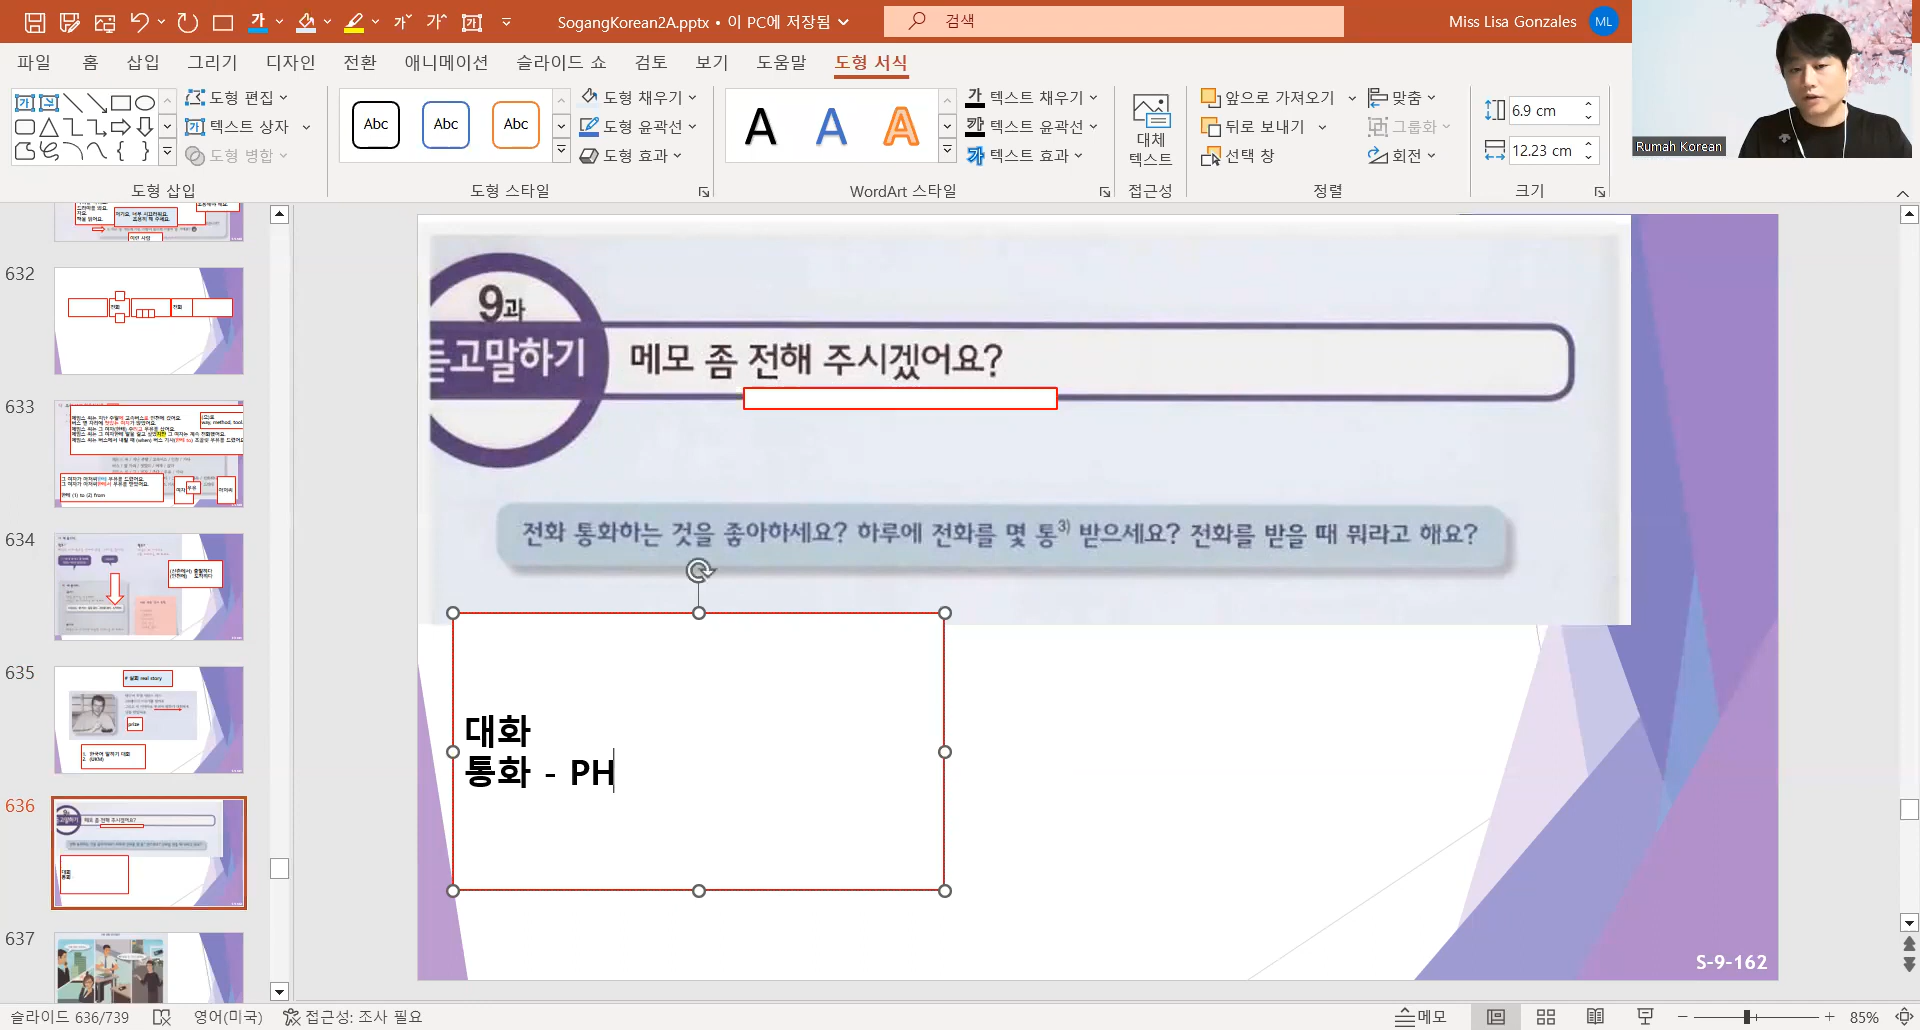 SogangKorean2A.pptx • 이 PC에 저장됨
검색
Miss Lisa Gonzales
ML
파일 홈 삽입 그리기 디자인 전환 애니메이션 슬라이드 쇼 검토 보기 도움말 도형 서식
도형 편집
텍스트 상자
도형 병합
도형 삽입
Abc Abc Abc
도형 채우기
도형 윤곽선
도형 효과
도형 스타일
A A A
텍스트 채우기
텍스트 윤곽선
텍스트 효과
WordArt 스타일
대체
텍스트
접근성
앞으로 가져오기
뒤로 보내기
선택 창
맞춤
그룹화
회전
정렬
6.9 cm
12.23 cm
크기
Rumah Korean
632
633
634
635
# 실화 real story
prize
636
637
9과
듣고말하기
메모 좀 전해 주시겠어요?
전화 통화하는 것을 좋아하세요? 하루에 전화를 몇 통3) 받으세요? 전화를 받을 때 뭐라고 해요?
대화
통화 - PH
S-9-162
슬라이드 636/739
영어(미국)
접근성: 조사 필요
메모
85%